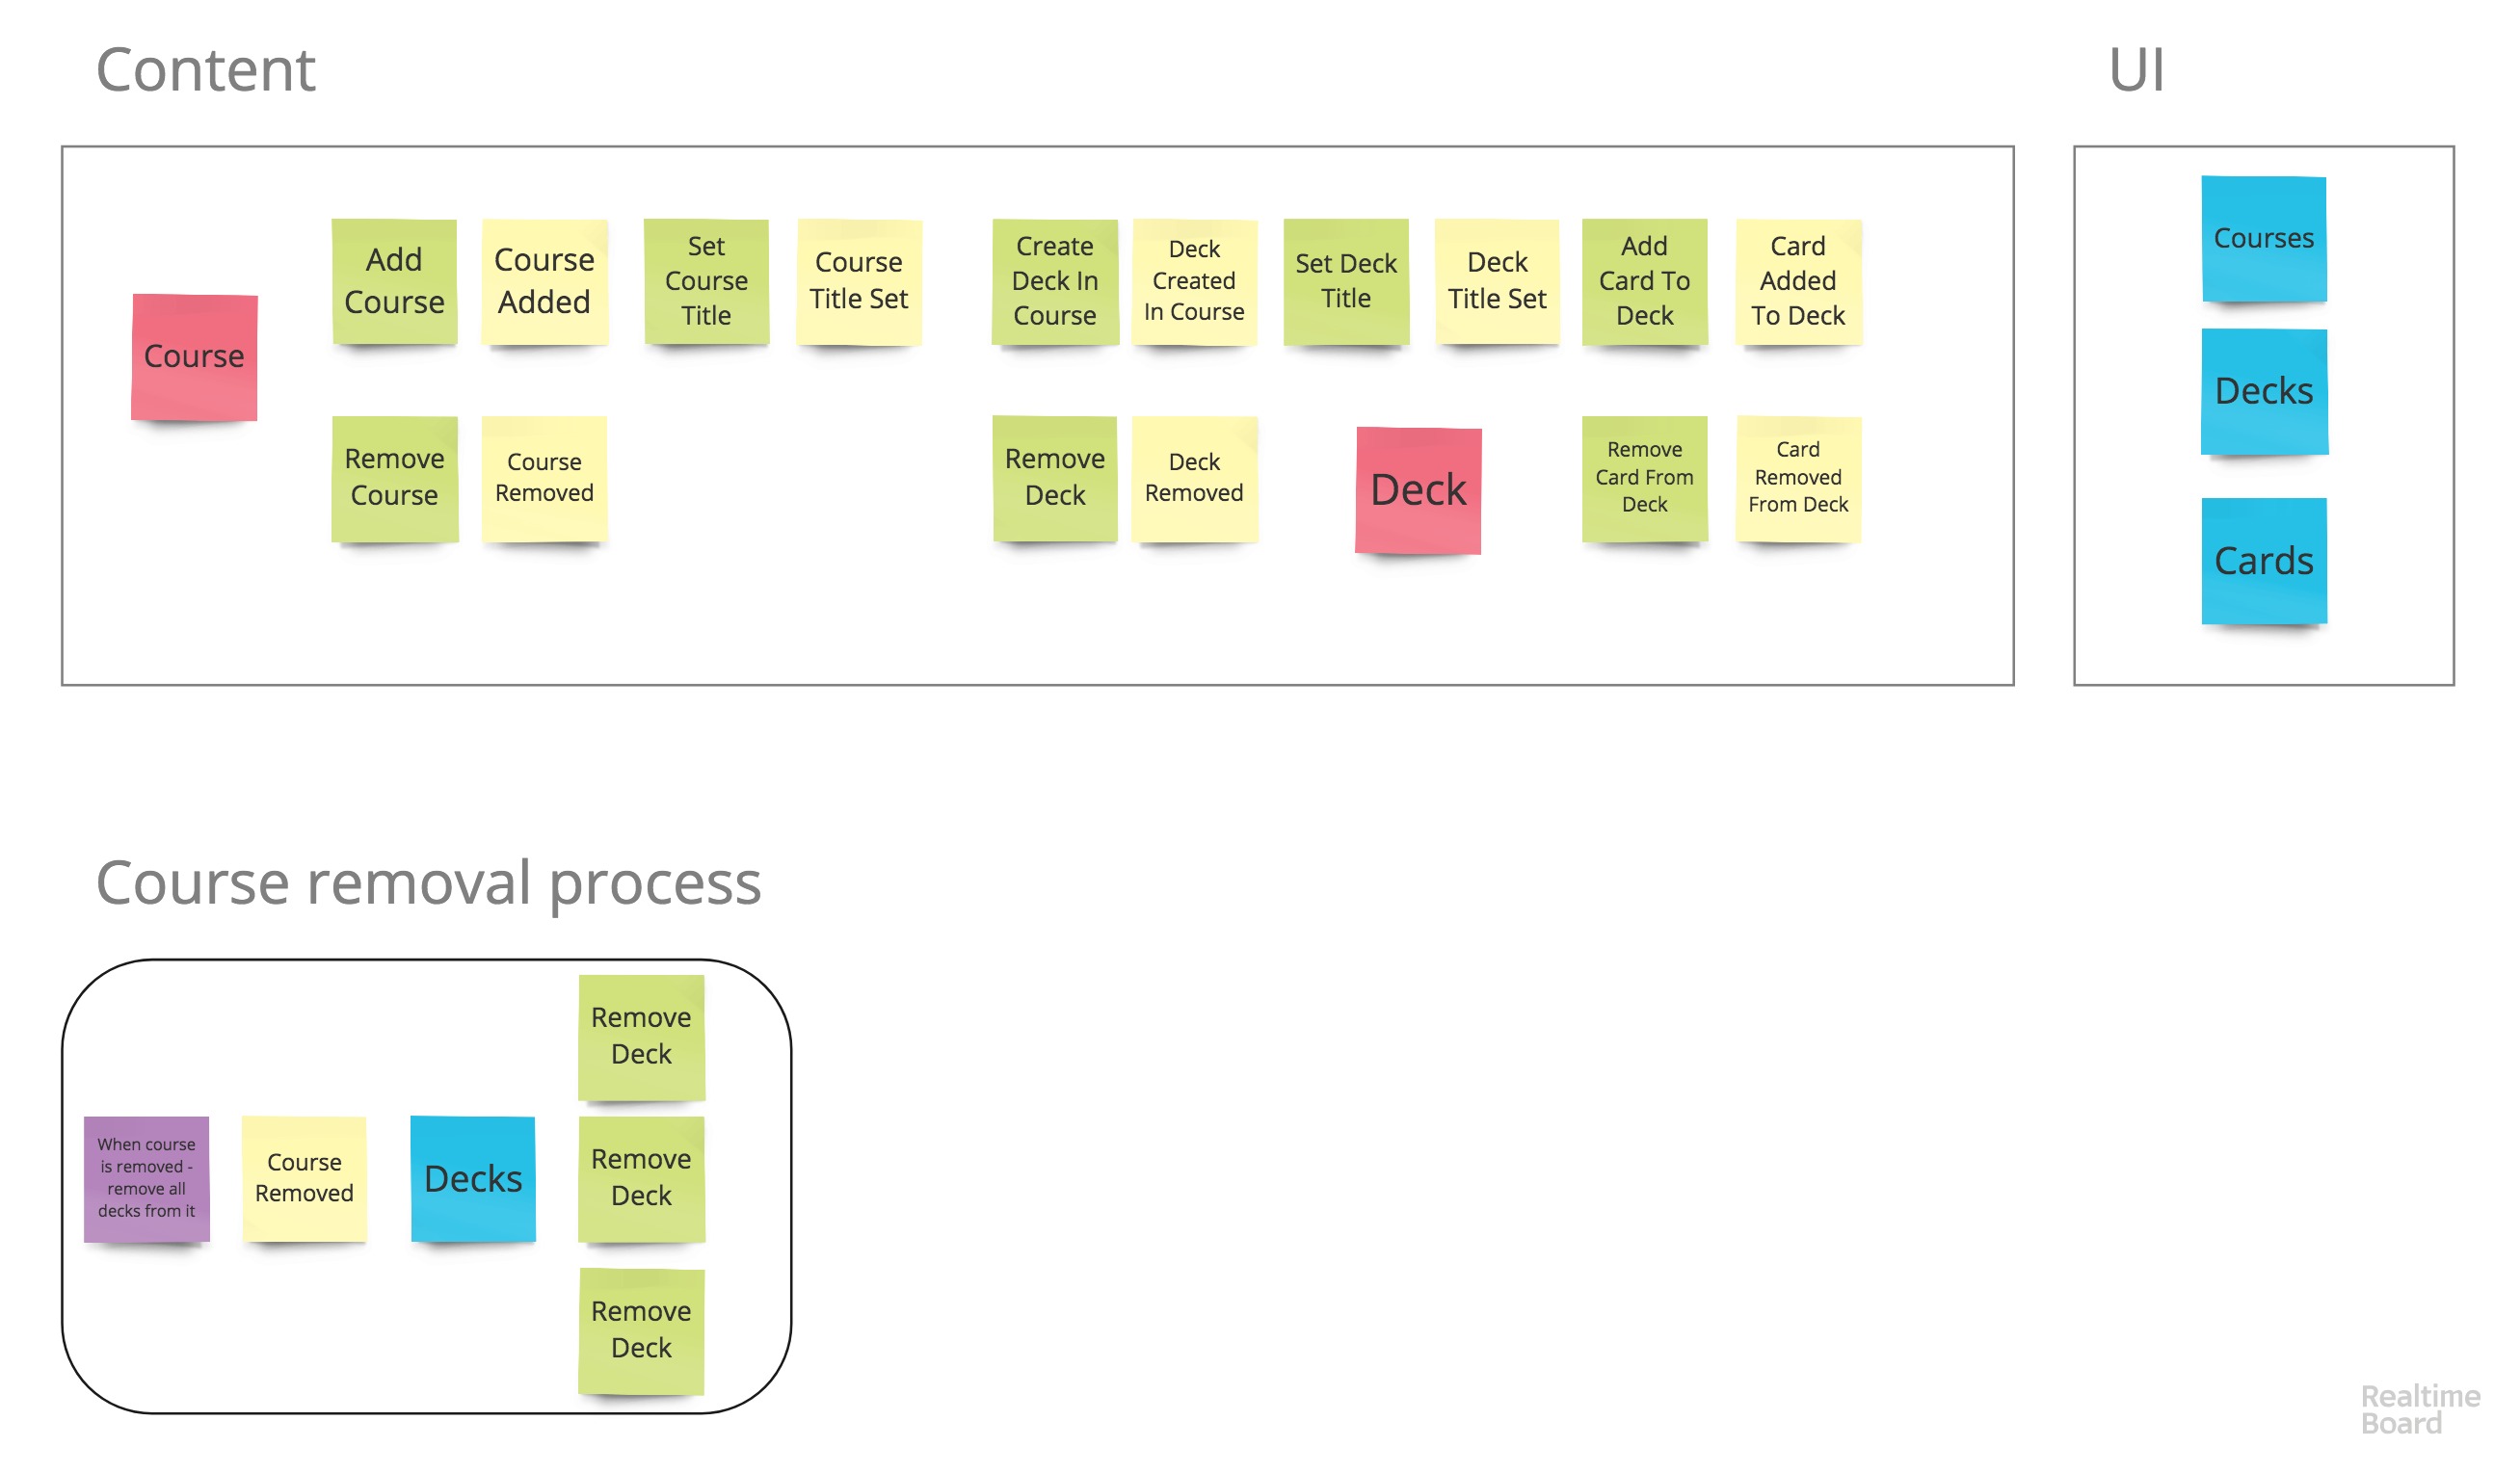 Content
UI
Course
Add
Course
Course
Added
Set
Course
Title
Course
Title Set
Create
Deck In
Course
Deck
Created
In Course
Set Deck
Title
Deck
Title Set
Add
Card To
Deck
Card
Added
To Deck
Remove
Course
Course
Removed
Remove
Deck
Deck
Removed
Deck
Remove
Card From
Deck
Card
Removed
From Deck
Courses
Decks
Cards
Course removal process
When course
is removed -
remove all
decks from it
Course
Removed
Decks
Remove
Deck
Remove
Deck
Remove
Deck
Realtime
Board